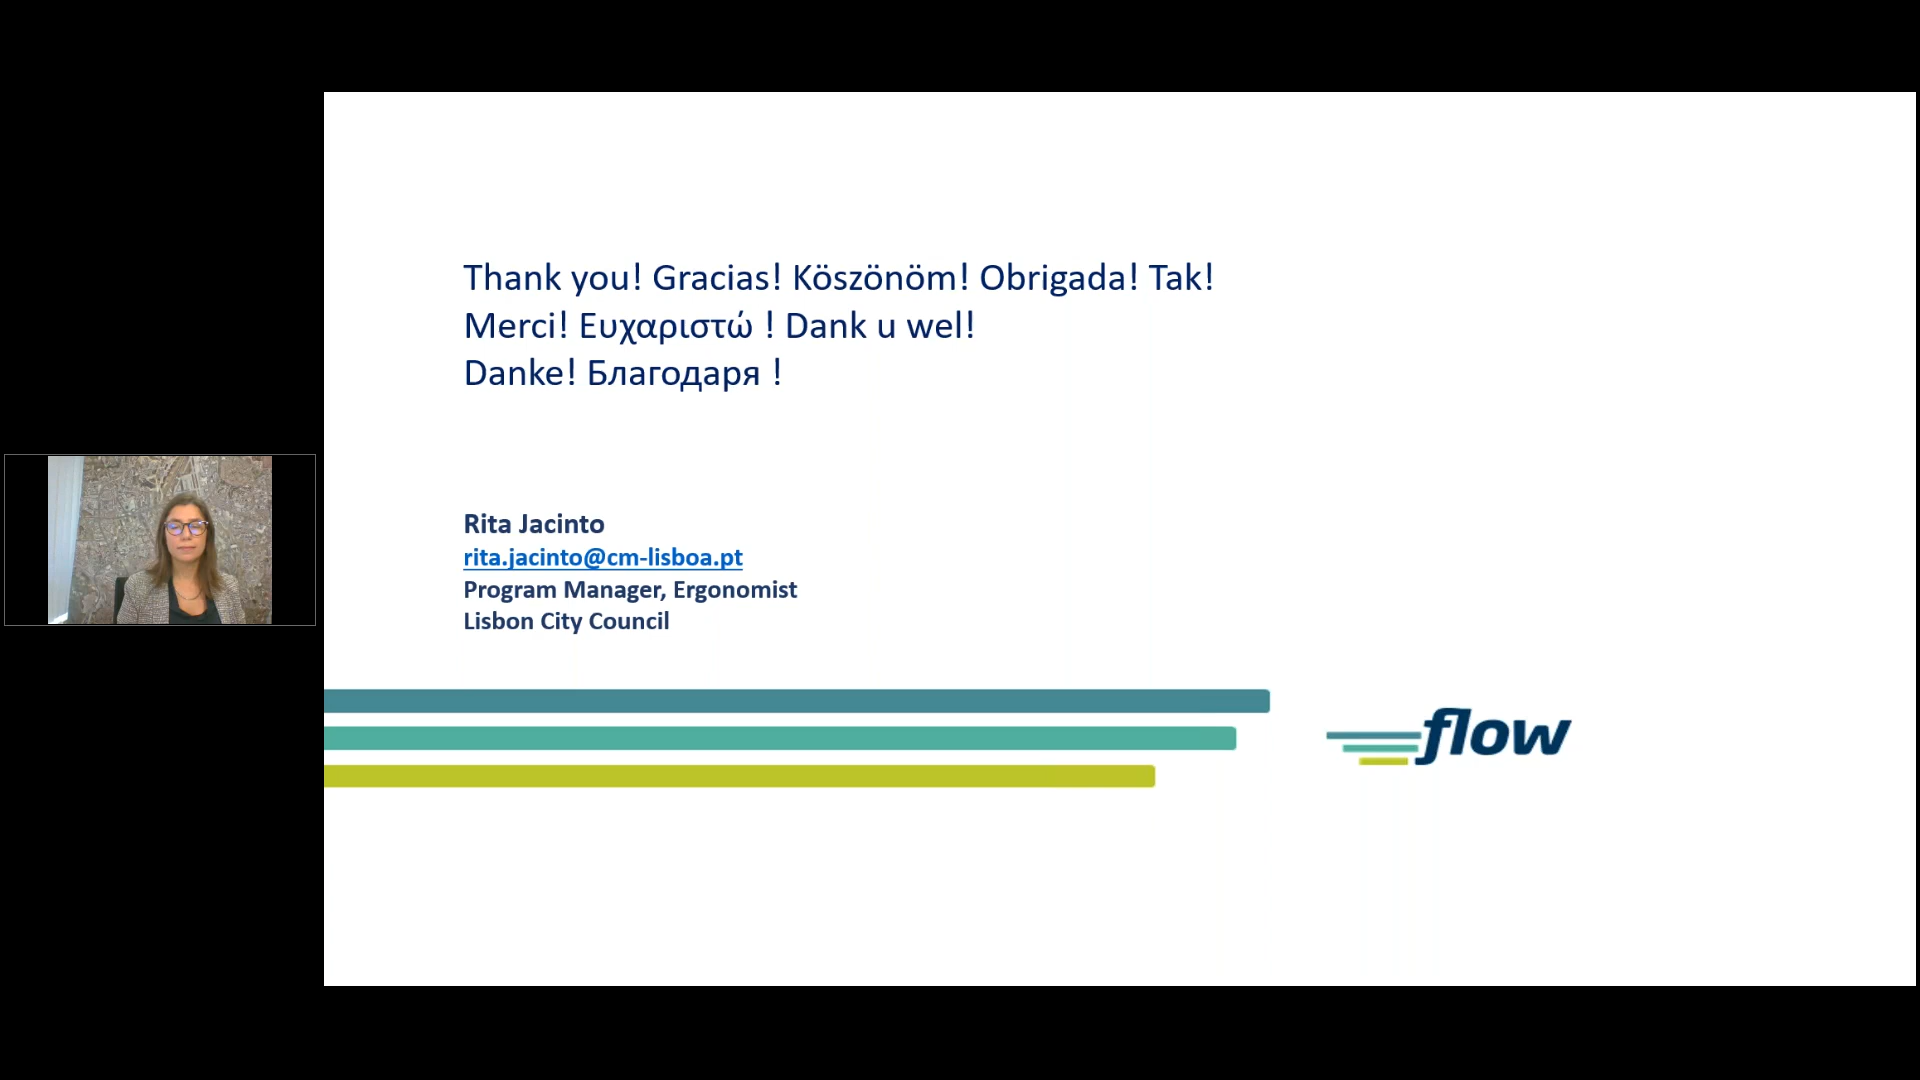 Thank you! Gracias! Köszönöm! Obrigada! Tak!
Merci! Ευχαριστώ ! Dank u wel!
Danke! Благодаря !
Rita Jacinto
rita.jacinto@cm-lisboa.pt
Program Manager, Ergonomist
Lisbon City Council
flow